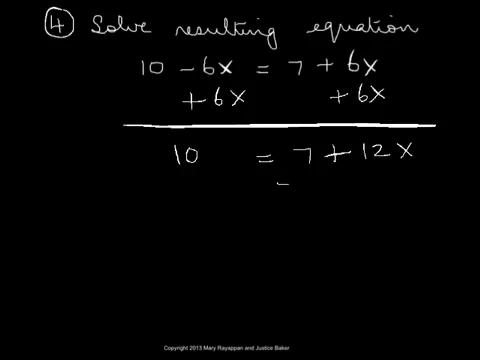 ④ Solve resulting equation
10 - 6x = 7 + 6x
+ 6x + 6x
10 = 7 + 12x
-
Copyright 2013 Mary Rayappan and Justice Baker